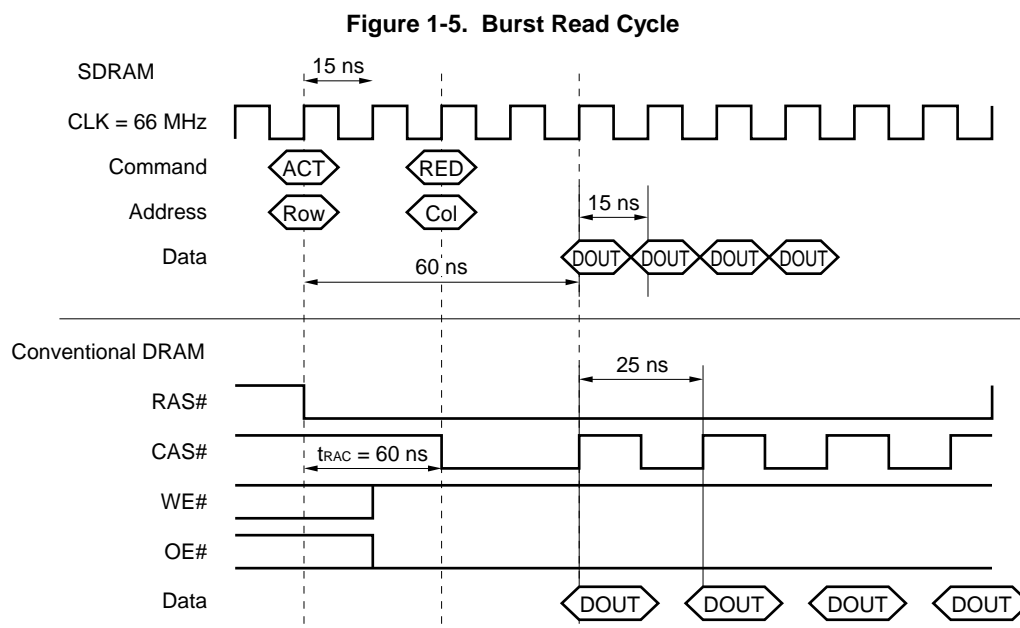 Figure 1-5. Burst Read Cycle
SDRAM
15 ns
CLK = 66 MHz
Command
ACT
RED
Address
Row
Col
15 ns
Data
DOUT DOUT DOUT DOUT
60 ns
Conventional DRAM
25 ns
RAS#
CAS#
tRAC = 60 ns
WE#
OE#
Data
DOUT DOUT DOUT DOUT